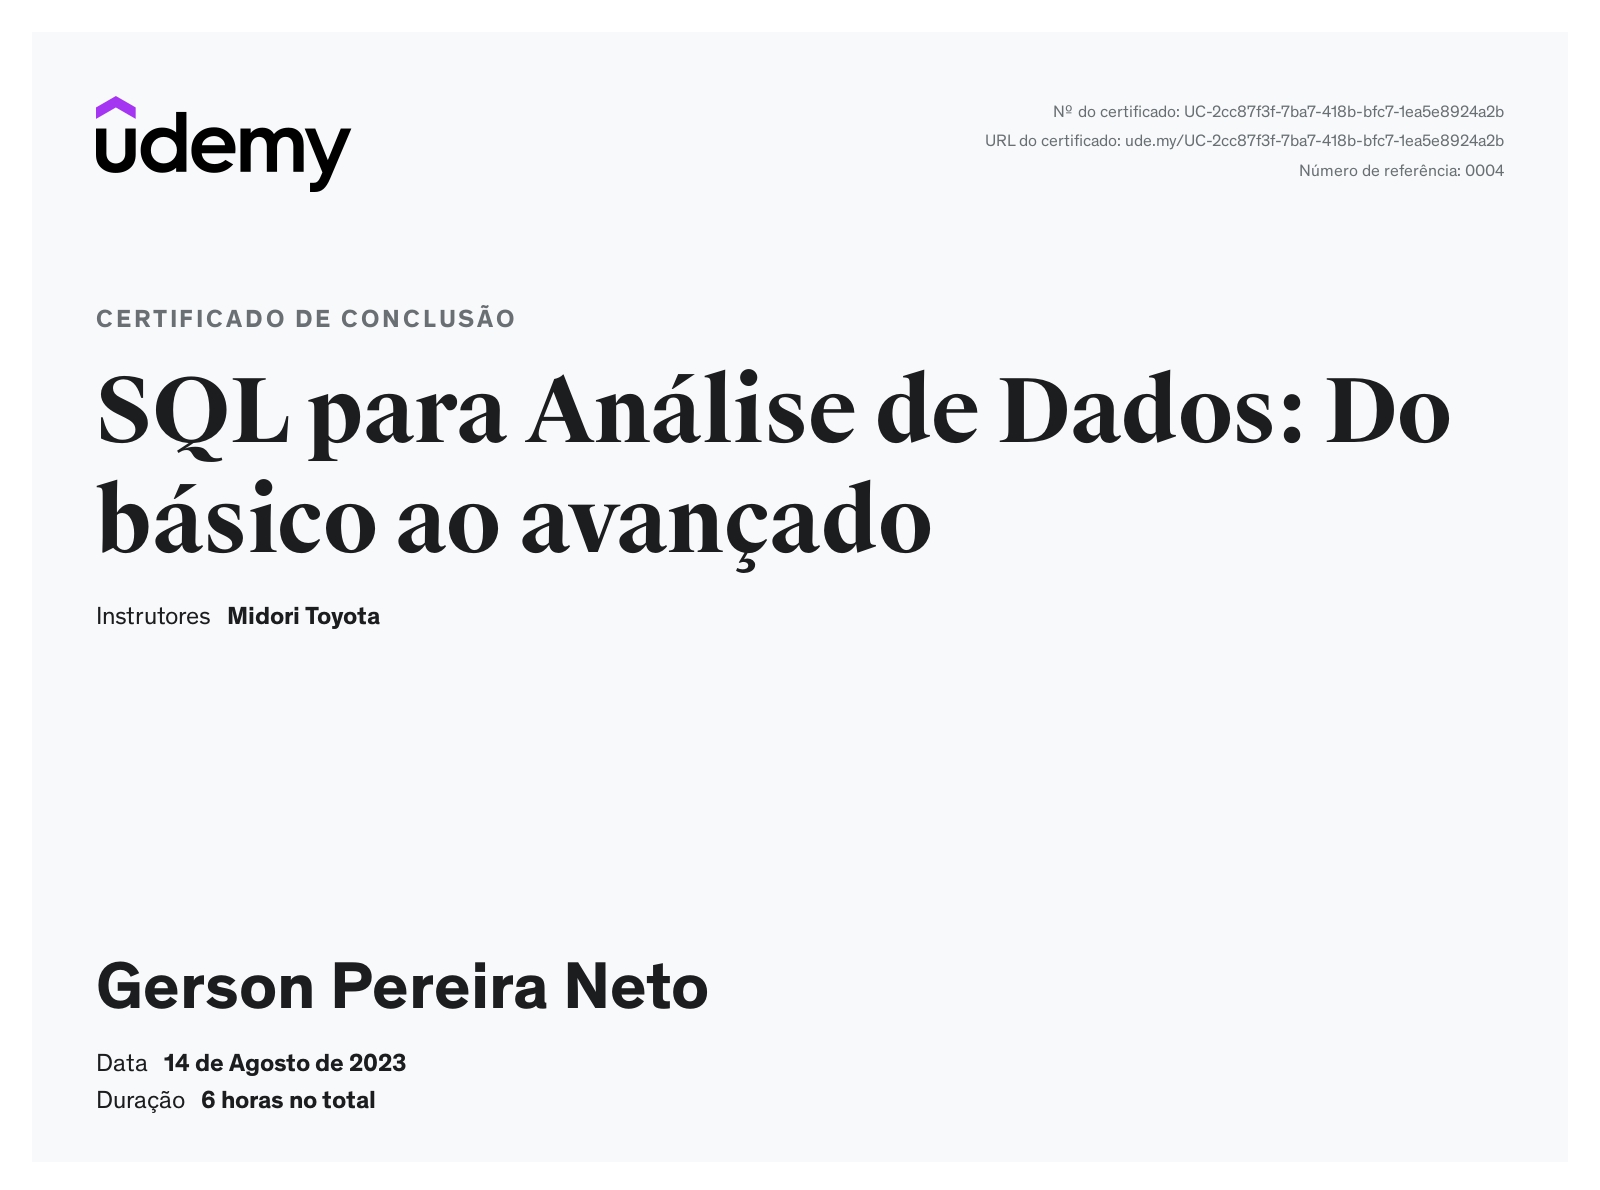 udemy
Nº do certificado: UC-2cc87f3f-7ba7-418b-bfc7-1ea5e8924a2b
URL do certificado: ude.my/UC-2cc87f3f-7ba7-418b-bfc7-1ea5e8924a2b
Número de referência: 0004
CERTIFICADO DE CONCLUSÃO
SQL para Análise de Dados: Do
básico ao avançado
Instrutores Midori Toyota
Gerson Pereira Neto
Data 14 de Agosto de 2023
Duração 6 horas no total